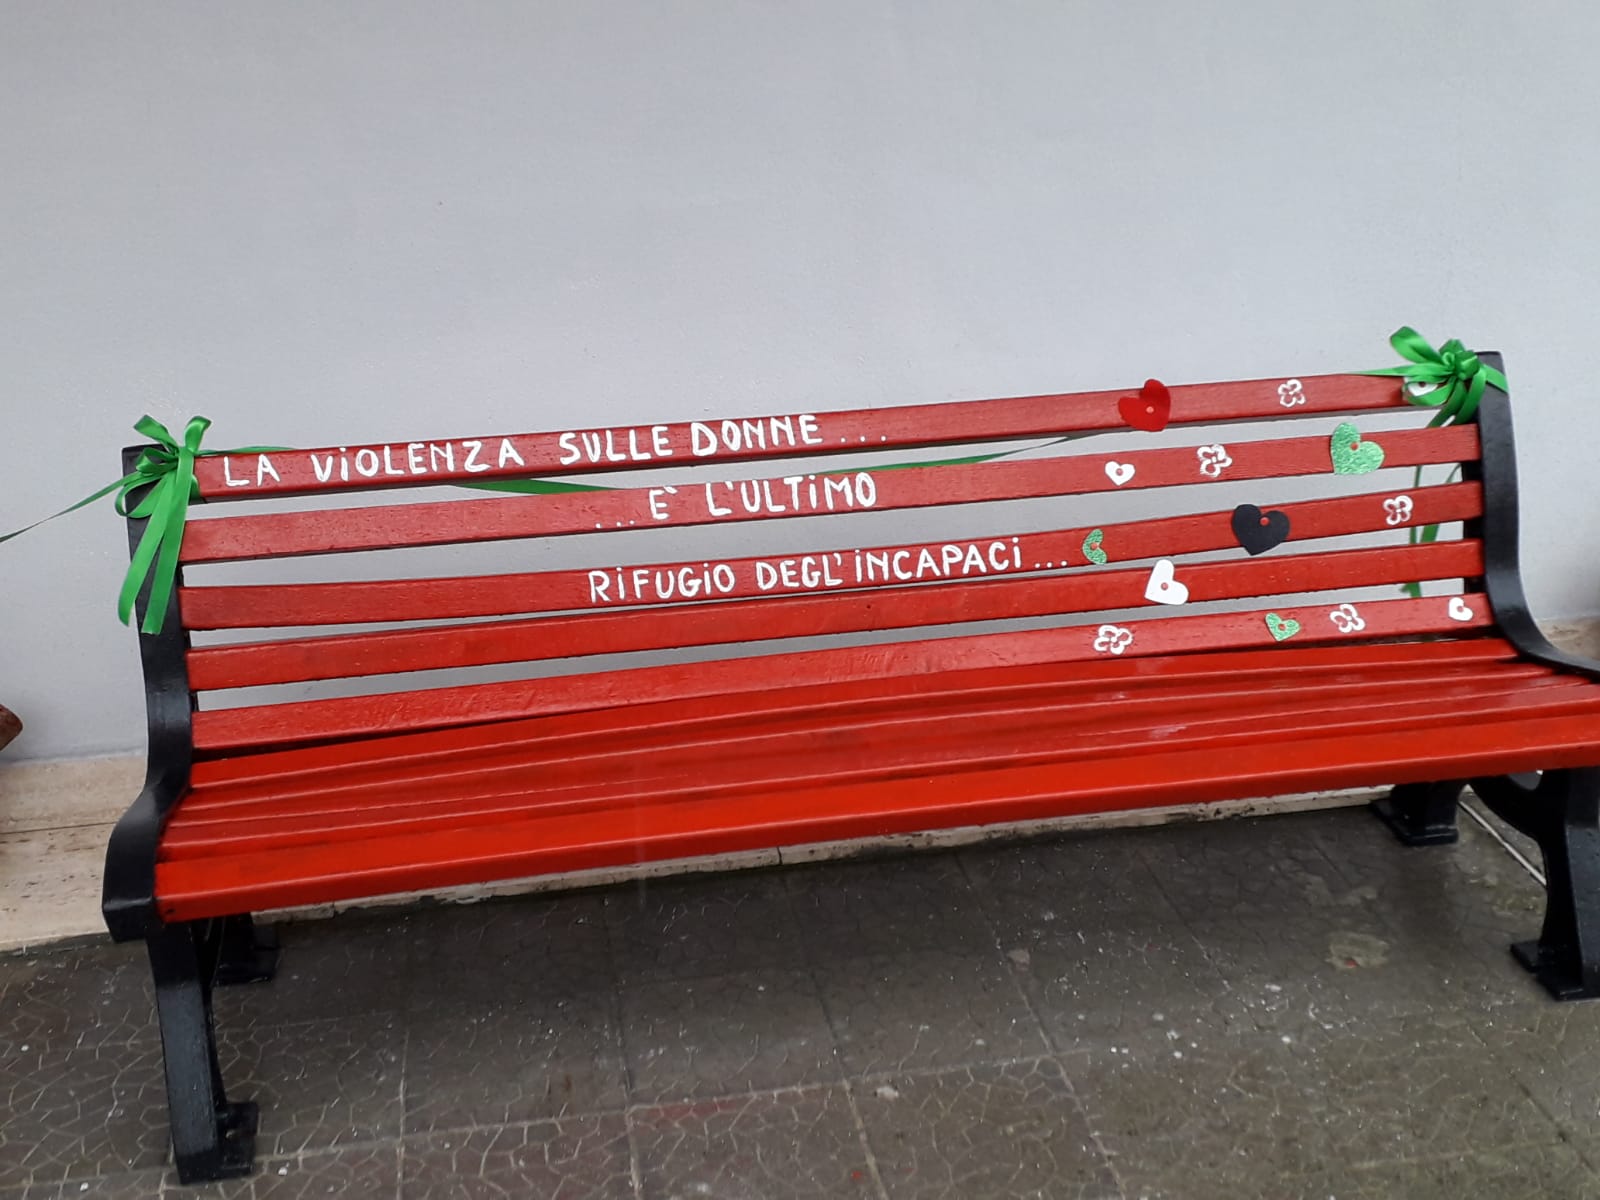 LA VIOLENZA SULLE DONNE...
...E' L'ULTIMO
RIFUGIO DEGL'INCAPACI...